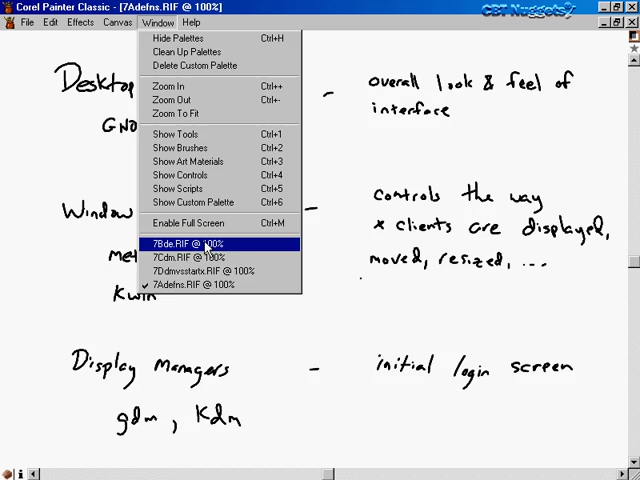 Corel Painter Classic - [7Adefns.RIF @ 100%]
CBT Nuggets
File Edit Effects Canvas Window Help
Hide Palettes Ctrl+H
Clean Up Palettes
Delete Custom Palette
Zoom In Ctrl++
Zoom Out Ctrl+-
Zoom To Fit
Show Tools Ctrl+1
Show Brushes Ctrl+2
Show Art Materials Ctrl+3
Show Controls Ctrl+4
Show Scripts Ctrl+5
Show Custom Palette Ctrl+6
Enable Full Screen Ctrl+M
7Bde.RIF @ 100%
7Cdm.RIF @ 100%
7Ddmvsstartx.RIF @ 100%
7Adefns.RIF @ 100%
Desktop - overall look & feel of
interface
GNO
Window - controls the way
x clients are displayed,
moved, resized, ...
Met
Kwin
Display Managers - initial login screen
gdm, Kdm